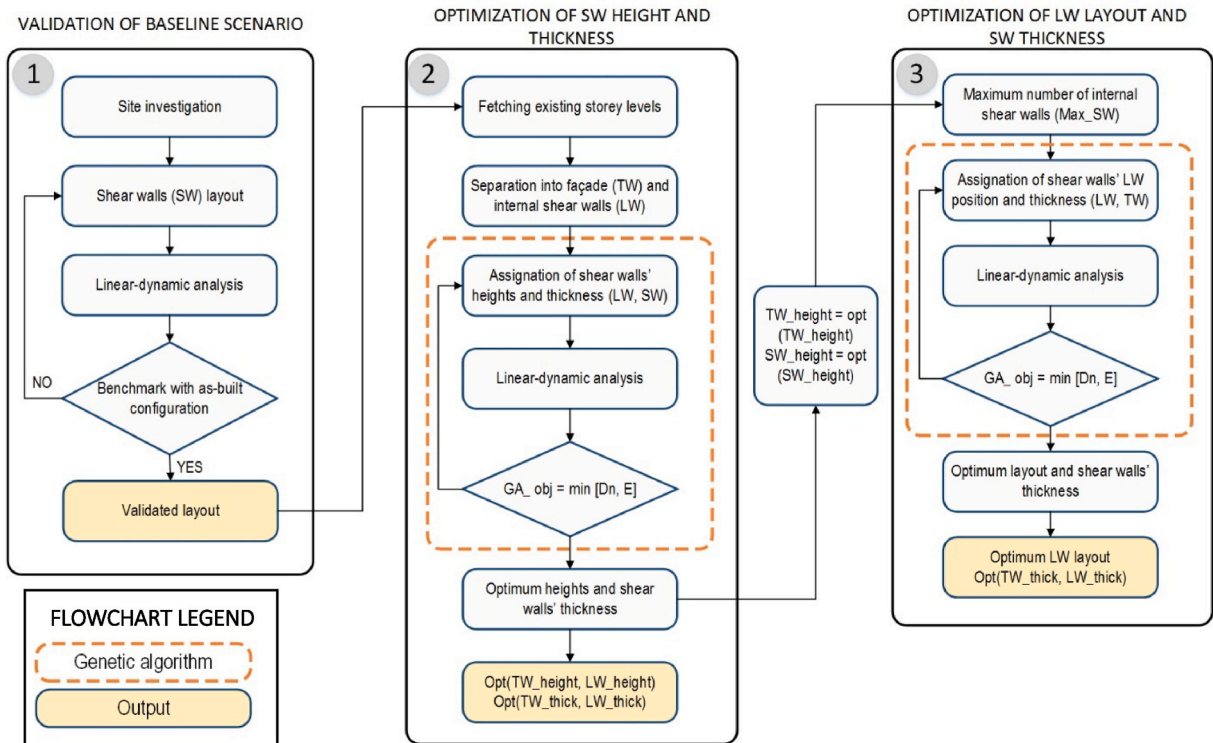 VALIDATION OF BASELINE SCENARIO
1
Site investigation
Shear walls (SW) layout
Linear-dynamic analysis
Benchmark with as-built
configuration
NO
YES
Validated layout
FLOWCHART LEGEND
Genetic algorithm
Output
OPTIMIZATION OF SW HEIGHT AND
THICKNESS
2
Fetching existing storey levels
Separation into façade (TW) and
internal shear walls (LW)
Assignation of shear walls'
heights and thickness (LW, SW)
Linear-dynamic analysis
GA_ obj = min [Dn, E]
Optimum heights and shear
walls' thickness
Opt(TW_height, LW_height)
Opt(TW_thick, LW_thick)
TW_height = opt
(TW_height)
SW_height = opt
(SW_height)
OPTIMIZATION OF LW LAYOUT AND
SW THICKNESS
3
Maximum number of internal
shear walls (Max_SW)
Assignation of shear walls' LW
position and thickness (LW, TW)
Linear-dynamic analysis
GA_ obj = min [Dn, E]
Optimum layout and shear walls'
thickness
Optimum LW layout
Opt(TW_thick, LW_thick)